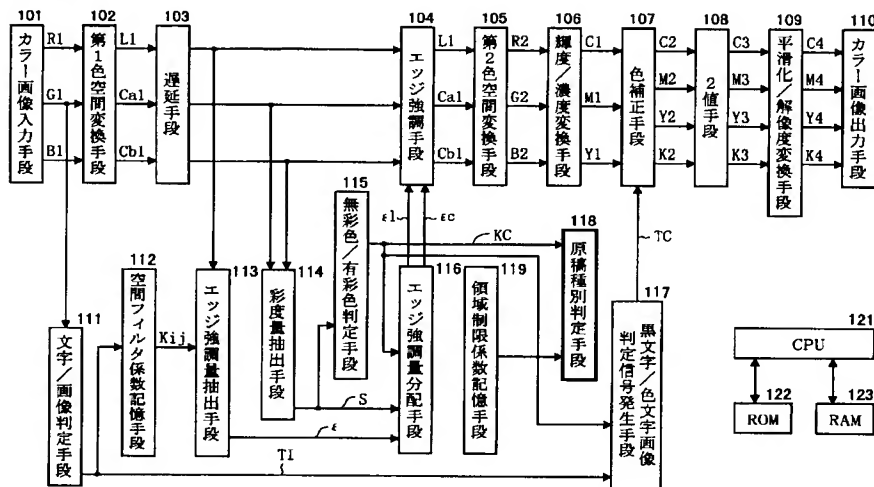 101
カラー画像入力手段
R1
G1
B1
102
第1色空間変換手段
L1
Ca1
Cb1
103
遅延手段
104
エッジ強調手段
L1
Ca1
Cb1
105
第2色空間変換手段
R2
G2
B2
106
輝度/濃度変換手段
C1
M1
Y1
107
色補正手段
C2
M2
Y2
K2
108
2値手段
C3
M3
Y3
K3
109
平滑化/解像度変換手段
C4
M4
Y4
K4
110
カラー画像出力手段
111
文字/画像判定手段
112
空間フィルタ係数記憶手段
Kij
113
エッジ強調量抽出手段
114
彩度量抽出手段
115
無彩色/有彩色判定手段
εl
εc
116
エッジ強調量分配手段
KC
118
原稿種別判定手段
119
領域制限係数記憶手段
117
黒文字/色文字画像
判定信号発生手段
TC
S
ε
TI
121
CPU
122
ROM
123
RAM